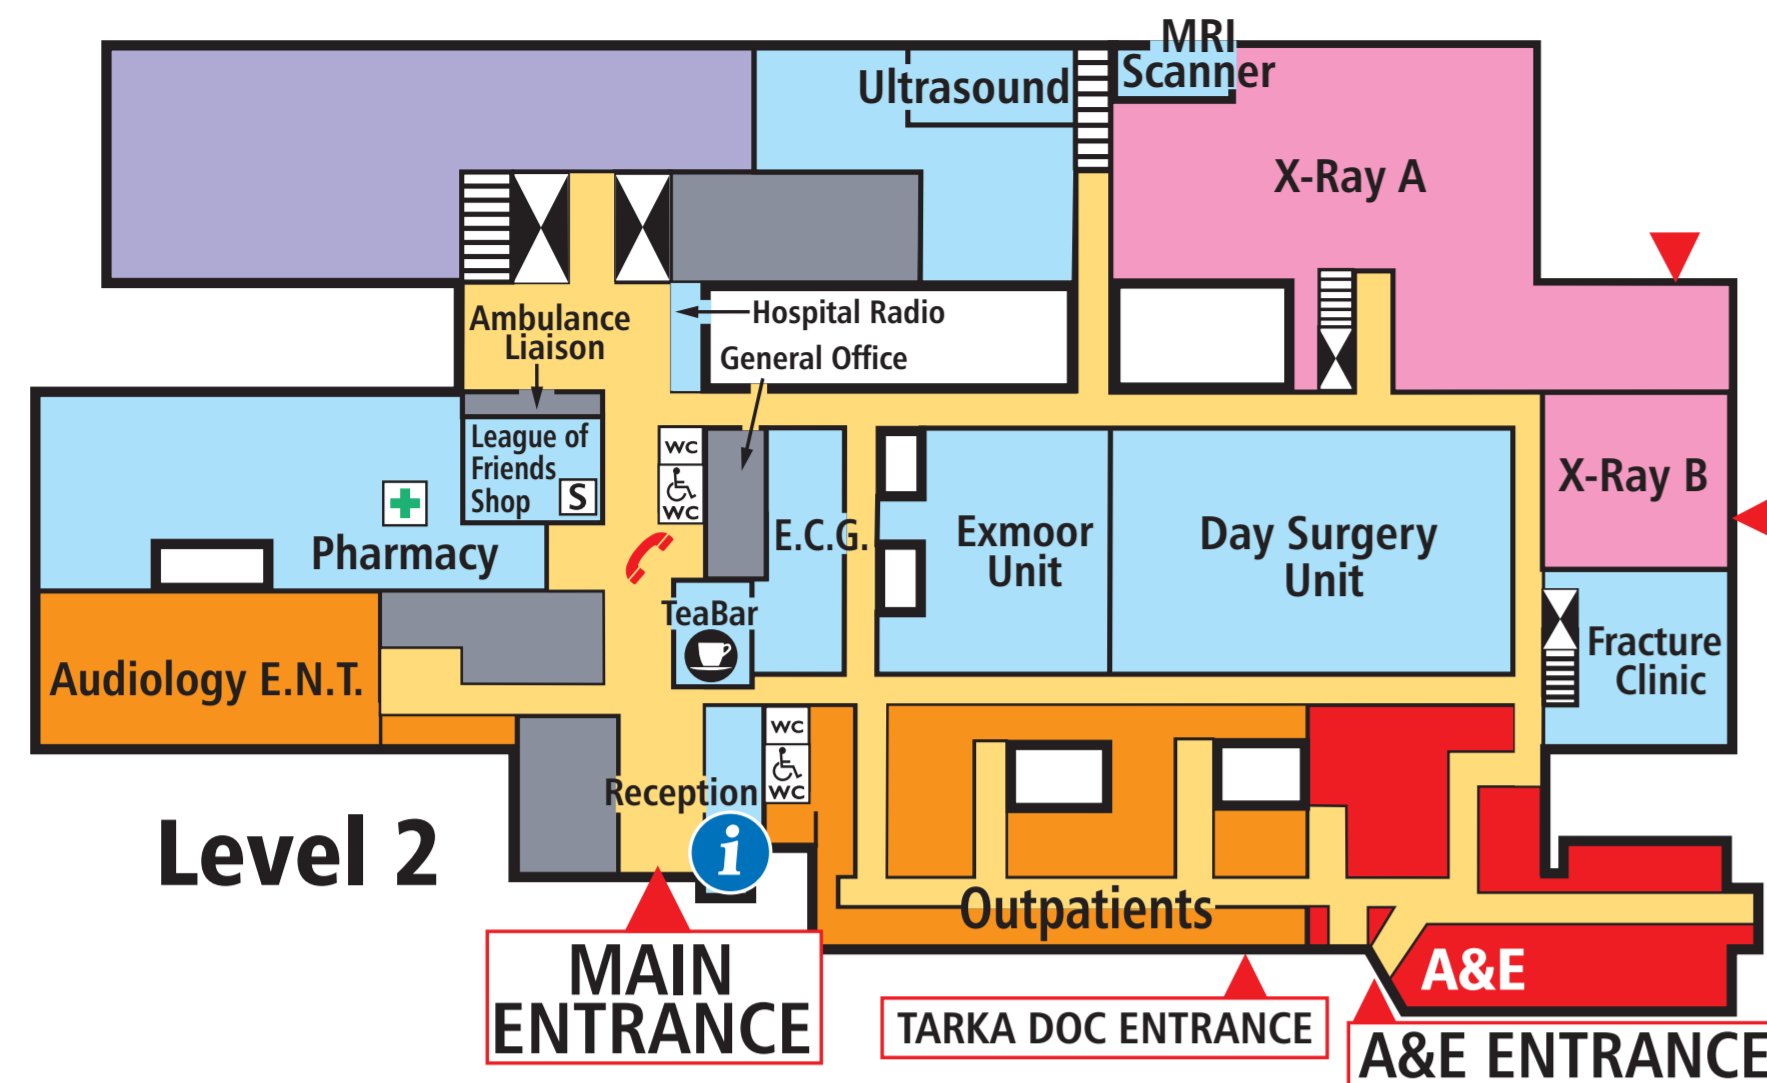 MRI
Scanner
Ultrasound
X-Ray A
Hospital Radio
Ambulance
Liaison
General Office
League of
Friends
Shop
S
WC
WC
X-Ray B
E.C.G.
Exmoor
Unit
Day Surgery
Unit
Pharmacy
TeaBar
Fracture
Clinic
Audiology E.N.T.
WC
WC
Reception
i
Level 2
Outpatients
A&E
MAIN
ENTRANCE
TARKA DOC ENTRANCE
A&E ENTRANCE